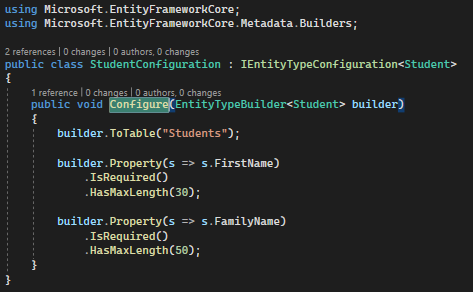 using Microsoft.EntityFrameworkCore;
using Microsoft.EntityFrameworkCore.Metadata.Builders;
2 references | 0 changes | 0 authors, 0 changes
public class StudentConfiguration : IEntityTypeConfiguration<Student>
{
1 reference | 0 changes | 0 authors, 0 changes
public void Configure(EntityTypeBuilder<Student> builder)
{
builder.ToTable("Students");
builder.Property(s => s.FirstName)
.IsRequired()
.HasMaxLength(30);
builder.Property(s => s.FamilyName)
.IsRequired()
.HasMaxLength(50);
}
}